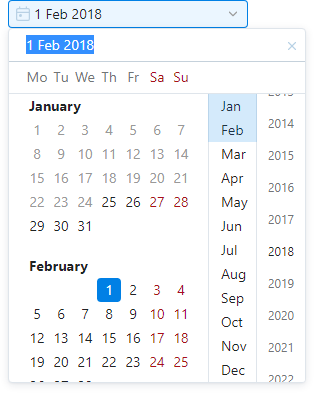 1 Feb 2018
1 Feb 2018 ×
Mo Tu We Th Fr Sa Su
January
1 2 3 4 5 6 7
8 9 10 11 12 13 14
15 16 17 18 19 20 21
22 23 24 25 26 27 28
29 30 31
February
1 2 3 4
5 6 7 8 9 10 11
12 13 14 15 16 17 18
19 20 21 22 23 24 25
Jan
Feb
Mar
Apr
May
Jun
Jul
Aug
Sep
Oct
Nov
Dec
2014
2015
2016
2017
2018
2019
2020
2021
2022